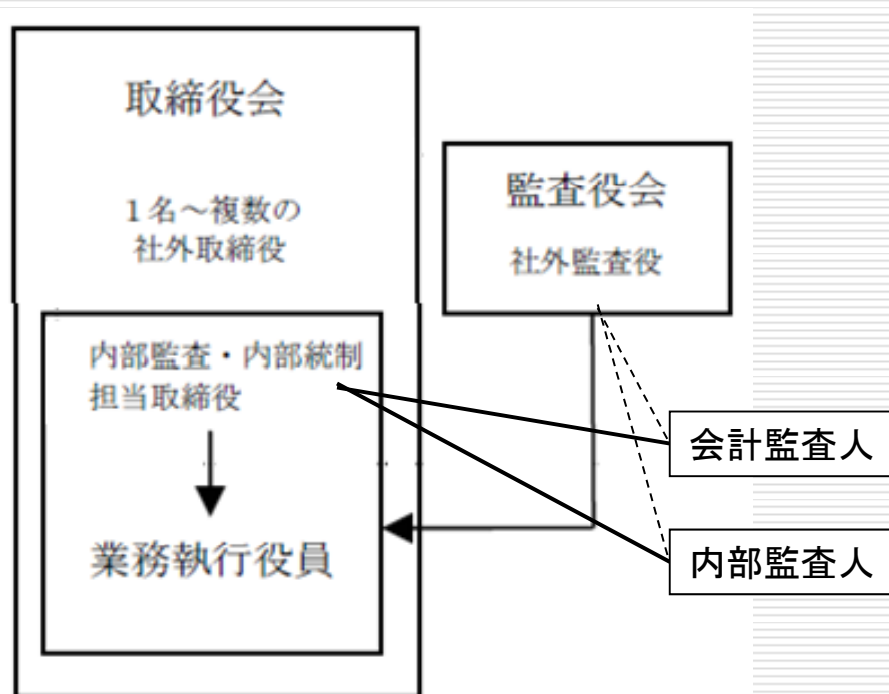 取締役会
1名～複数の
社外取締役
監査役会
社外監査役
内部監査・内部統制
担当取締役
業務執行役員
会計監査人
内部監査人